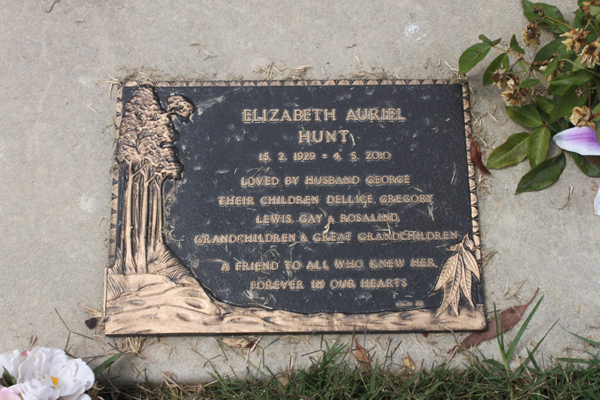 ELIZABETH AURIEL
HUNT
15. 2. 1929 - 4. 5. 2010
LOVED BY HUSBAND GEORGE
THEIR CHILDREN DELLICE, GREGORY,
LEWIS, GAY & ROSALIND,
GRANDCHILDREN & GREAT GRANDCHILDREN
A FRIEND TO ALL WHO KNEW HER
FOREVER IN OUR HEARTS